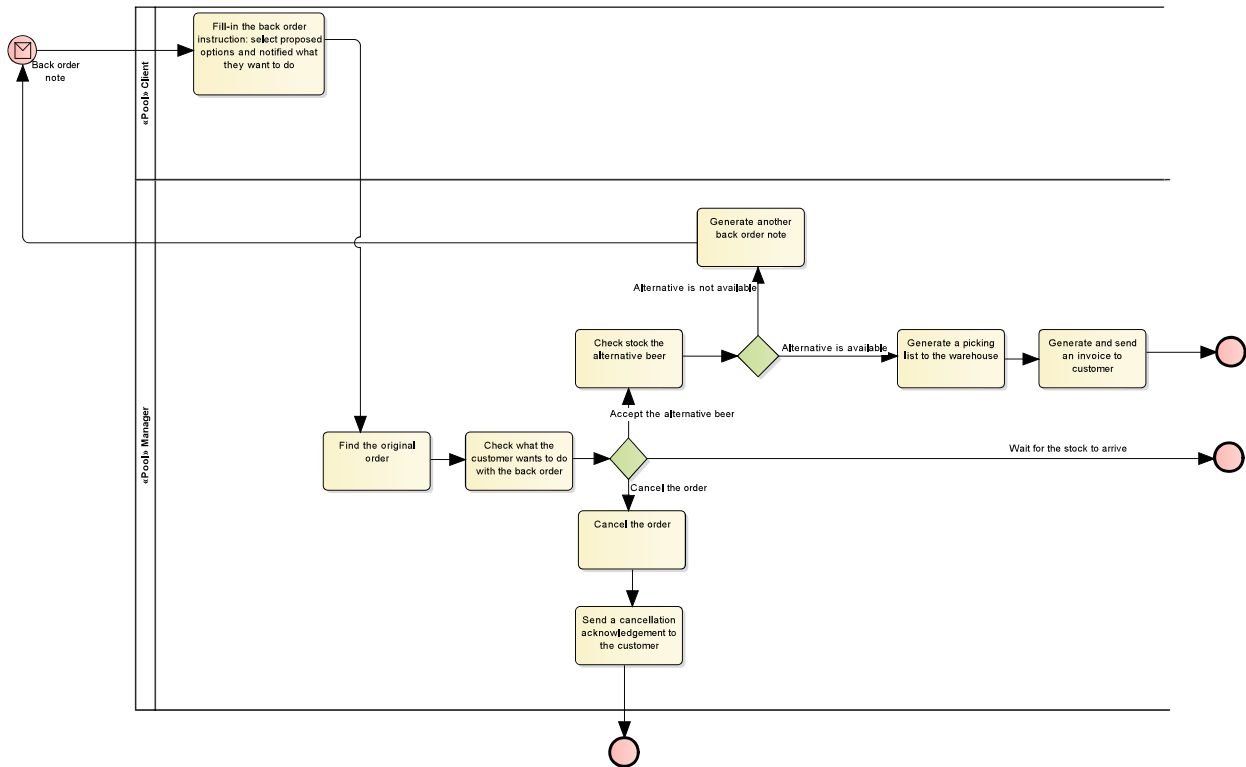 Fill-in the back order
instruction: select proposed
options and notified what
they want to do
Back order
note
«Pool» Client
Generate another
back order note
Alternative is not available
Check stock the
alternative beer
Alternative is available
Generate a picking
list to the warehouse
Generate and send
an invoice to
customer
Accept the alternative beer
«Pool» Manager
Find the original
order
Check what the
customer wants to do
with the back order
Wait for the stock to arrive
Cancel the order
Cancel the order
Send a cancellation
acknowledgement to
the customer